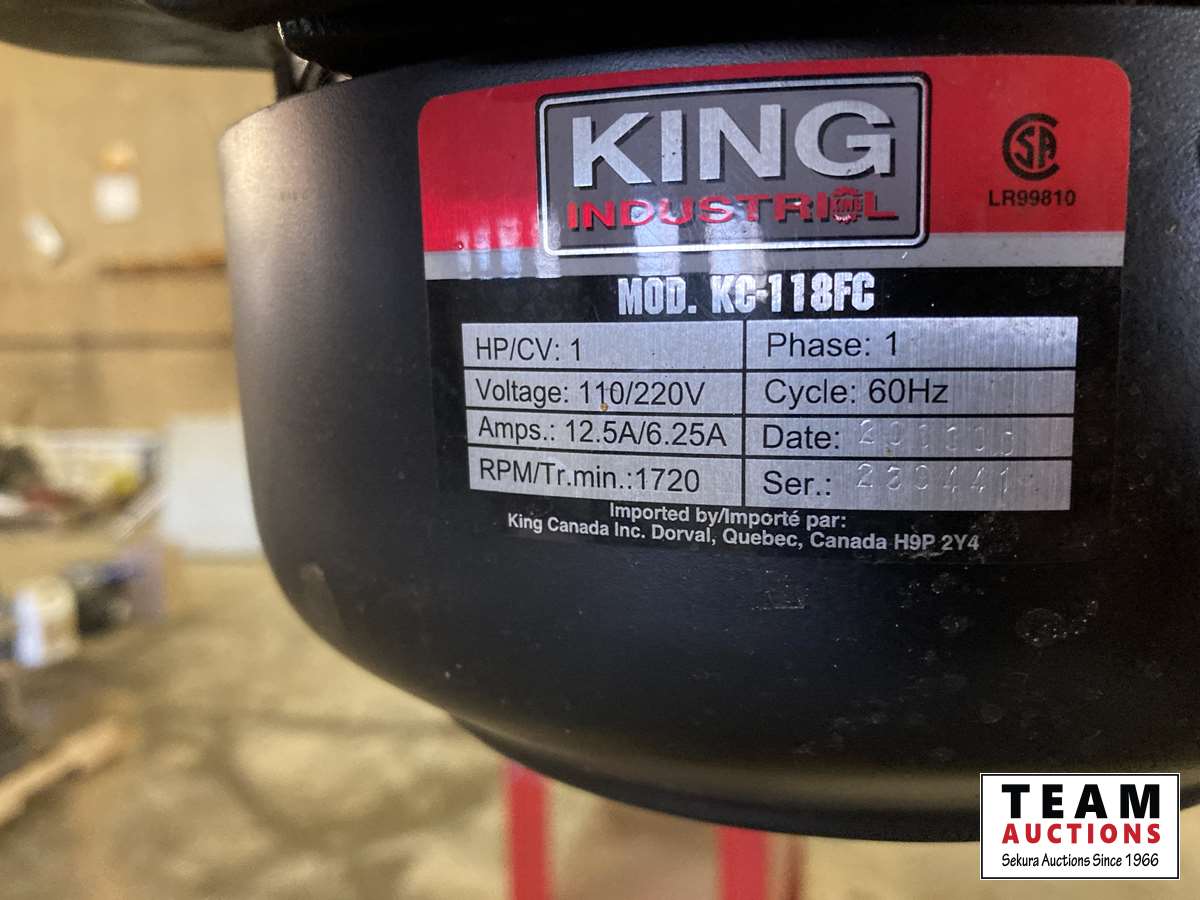 KING
INDUSTRIAL
SA
LR99810
MOD. KC-118FC
HP/CV: 1
Phase: 1
Voltage: 110/220V
Cycle: 60Hz
Amps.: 12.5A/6.25A
Date:
RPM/Tr.min.:1720
Ser.: 239441
Imported by/Importé par:
King Canada Inc. Dorval, Quebec, Canada H9P 2Y4
TEAM
AUCTIONS
Sekura Auctions Since 1966